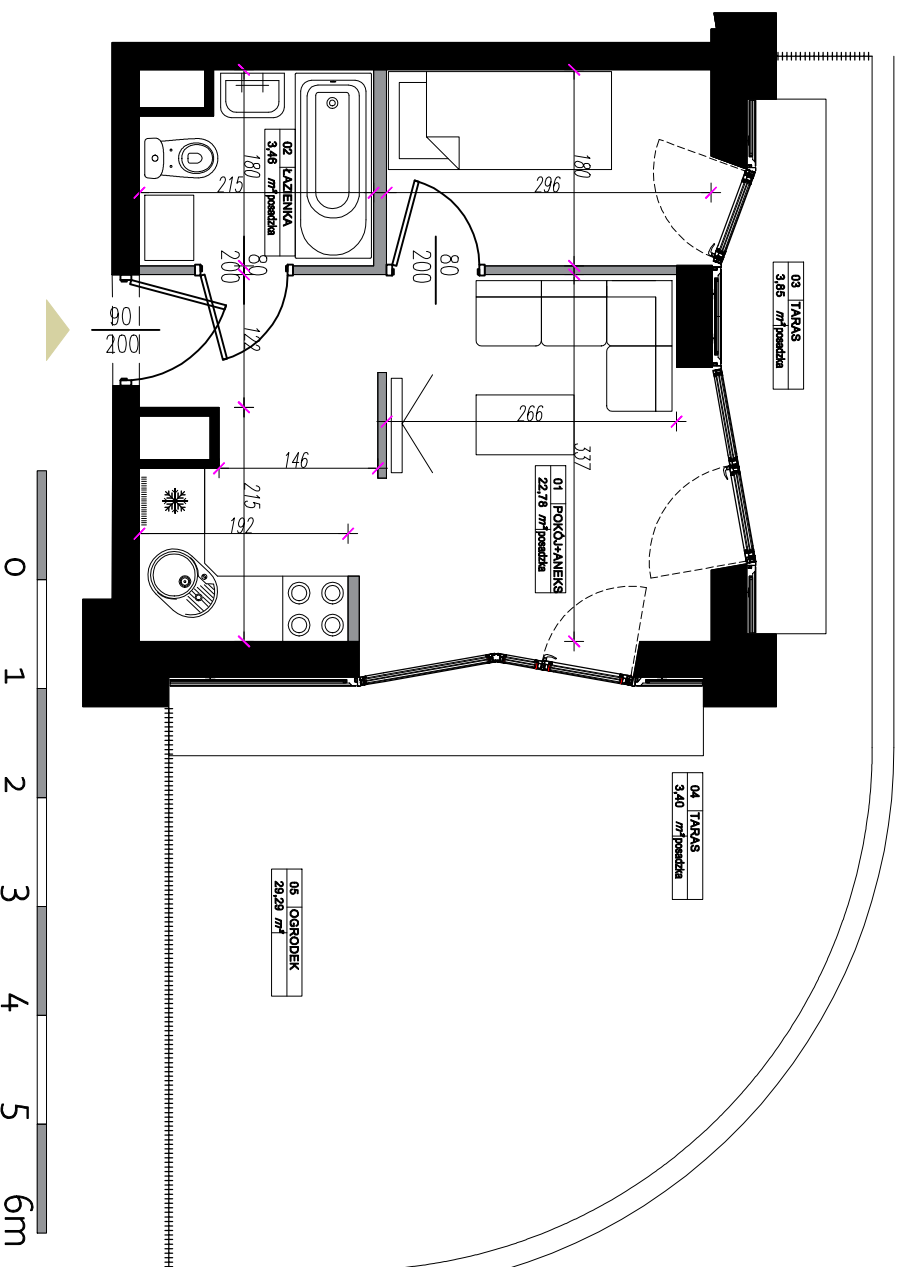 03 TARAS
3,85 m² posadzka
180
02 ŁAZIENKA
3,46 m² posadzka
180
215
296
80
200
80
200
90
200
172
266
337
01 POKÓJ+ANEKS
22,78 m² posadzka
146
215
192
04 TARAS
3,40 m² posadzka
05 OGRODEK
29,29 m²
0 1 2 3 4 5 6m